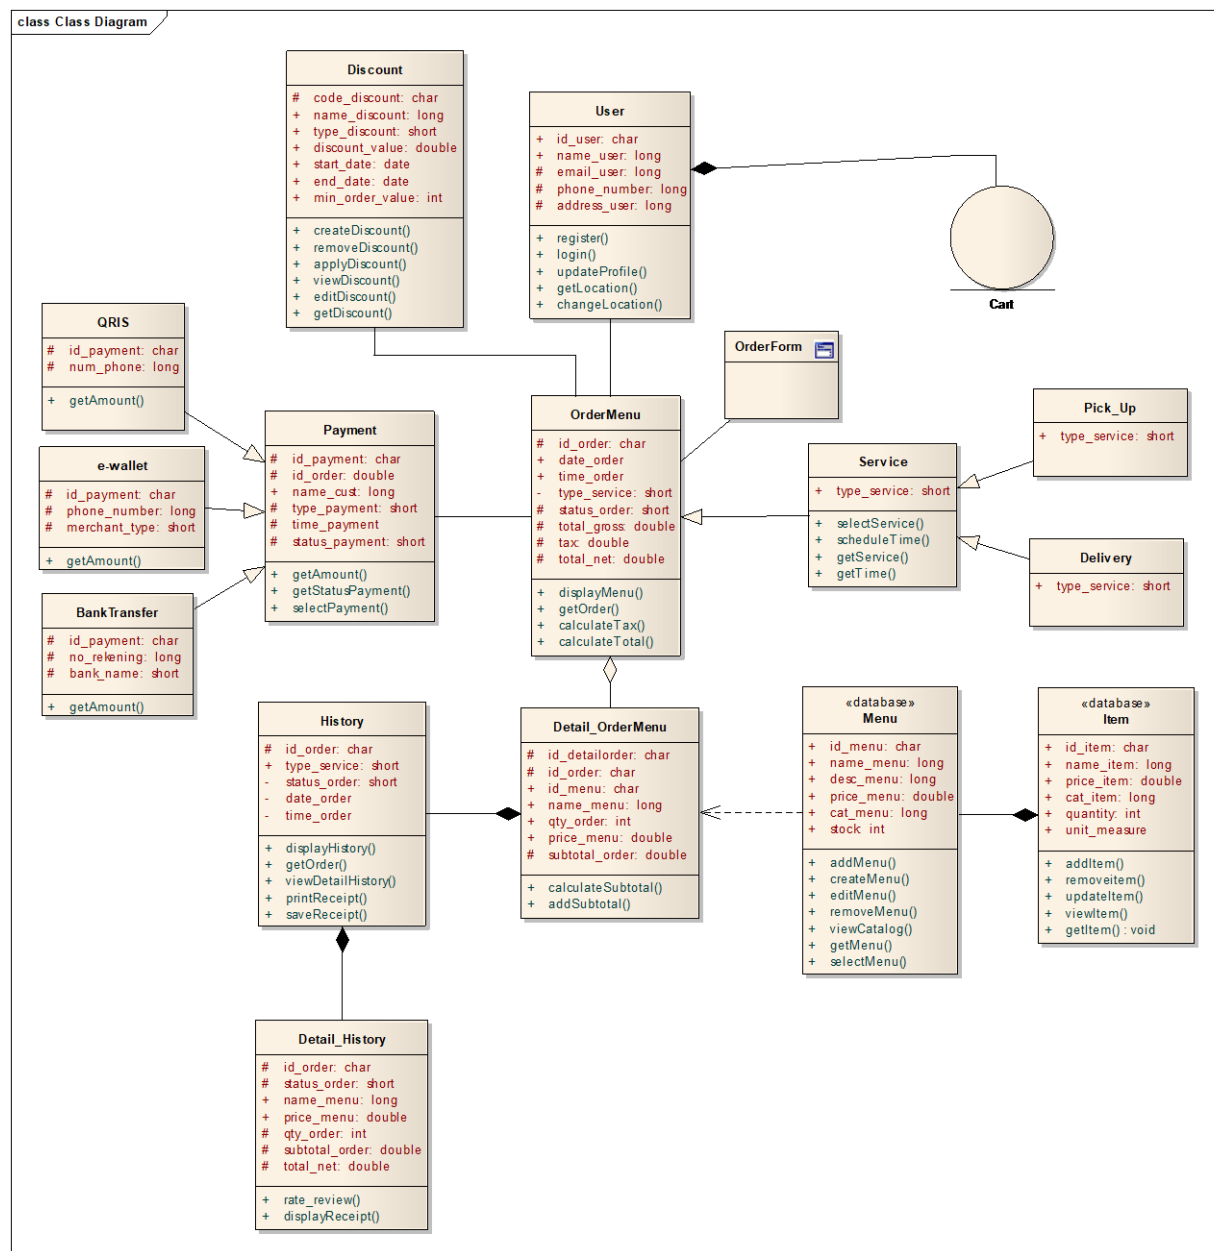 class Class Diagram
Discount
# code_discount: char
+ name_discount: long
+ type_discount: short
+ discount_value: double
+ start_date: date
+ end_date: date
+ min_order_value: int
+ createDiscount()
+ removeDiscount()
+ applyDiscount()
+ viewDiscount()
+ editDiscount()
+ getDiscount()
User
+ id_user: char
+ name_user: long
# email_user: long
# phone_number: long
# address_user: long
+ register()
+ login()
+ updateProfile()
+ getLocation()
+ changeLocation()
Cart
QRIS
# id_payment: char
# num_phone: long
+ getAmount()
e-wallet
# id_payment: char
# phone_number: long
# merchant_type: short
+ getAmount()
BankTransfer
# id_payment: char
# no_rekening: long
# bank_name: short
+ getAmount()
Payment
# id_payment: char
# id_order: double
+ name_cust: long
# type_payment: short
# time_payment
# status_payment: short
+ getAmount()
+ getStatusPayment()
+ selectPayment()
OrderMenu
# id_order: char
+ date_order
+ time_order
- type_service: short
# status_order: short
# total_gross: double
# tax: double
# total_net: double
+ displayMenu()
+ getOrder()
+ calculateTax()
+ calculateTotal()
OrderForm
Service
+ type_service: short
+ selectService()
+ scheduleTime()
+ getService()
+ getTime()
Pick_Up
+ type_service: short
Delivery
+ type_service: short
History
# id_order: char
+ type_service: short
- status_order: short
- date_order
- time_order
+ displayHistory()
+ getOrder()
+ viewDetailHistory()
+ printReceipt()
+ saveReceipt()
Detail_OrderMenu
# id_detailorder: char
# id_order: char
+ id_menu: char
+ name_menu: long
+ qty_order: int
+ price_menu: double
# subtotal_order: double
+ calculateSubtotal()
+ addSubtotal()
«database»
Menu
+ id_menu: char
+ name_menu: long
+ desc_menu: long
+ price_menu: double
+ cat_menu: long
+ stock: int
+ addMenu()
+ createMenu()
+ editMenu()
+ removeMenu()
+ viewCatalog()
+ getMenu()
+ selectMenu()
«database»
Item
+ id_item: char
+ name_item: long
+ price_item: double
+ cat_item: long
+ quantity: int
+ unit_measure
+ addItem()
+ removeitem()
+ updateItem()
+ viewItem()
+ getItem() : void
Detail_History
# id_order: char
# status_order: short
+ name_menu: long
+ price_menu: double
# qty_order: int
# subtotal_order: double
# total_net: double
+ rate_review()
+ displayReceipt()